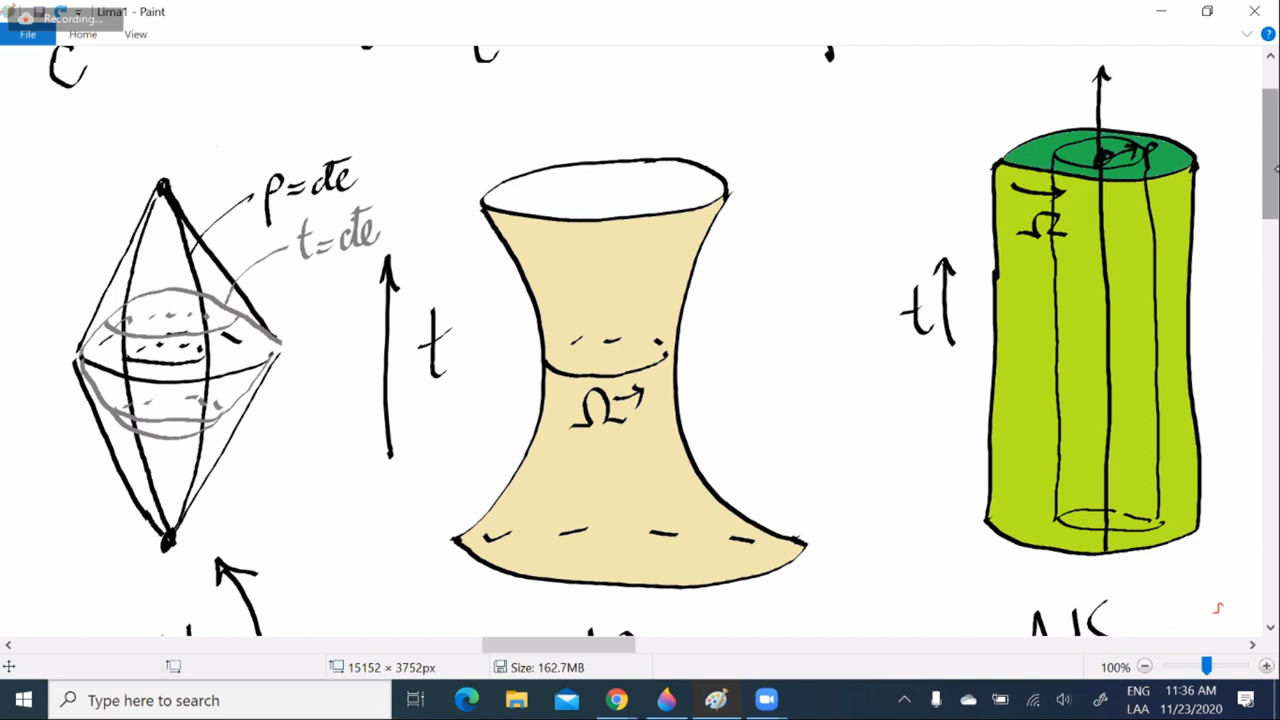 Recording...
Lima1 - Paint
File Home View
ρ=cte
t=cte
t
Ω
t
Ω
ρ
15152 × 3752px
Size: 162.7MB
100%
Type here to search
ENG
LAA
11:36 AM
11/23/2020